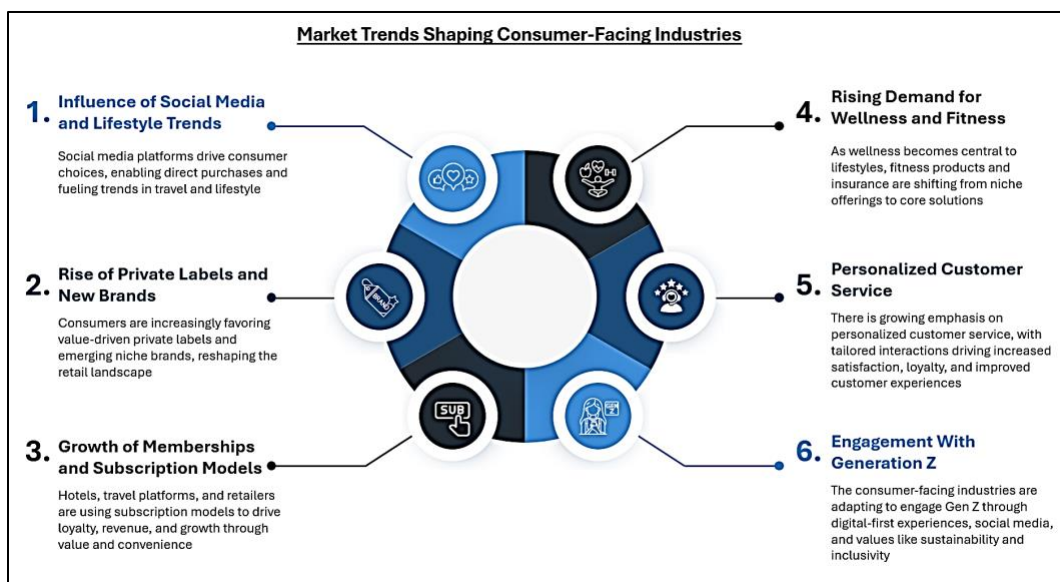 Market Trends Shaping Consumer-Facing Industries
1.
Influence of Social Media
and Lifestyle Trends
Social media platforms drive consumer
choices, enabling direct purchases and
fueling trends in travel and lifestyle
2.
Rise of Private Labels and
New Brands
Consumers are increasingly favoring
value-driven private labels and
emerging niche brands, reshaping the
retail landscape
BRAND
3.
Growth of Memberships
and Subscription Models
Hotels, travel platforms, and retailers
are using subscription models to drive
loyalty, revenue, and growth through
value and convenience
SUB
4.
Rising Demand for
Wellness and Fitness
As wellness becomes central to
lifestyles, fitness products and
insurance are shifting from niche
offerings to core solutions
5.
Personalized Customer
Service
There is growing emphasis on
personalized customer service, with
tailored interactions driving increased
satisfaction, loyalty, and improved
customer experiences
6.
Engagement With
Generation Z
The consumer-facing industries are
adapting to engage Gen Z through
digital-first experiences, social media,
and values like sustainability and
inclusivity
GEN
Z